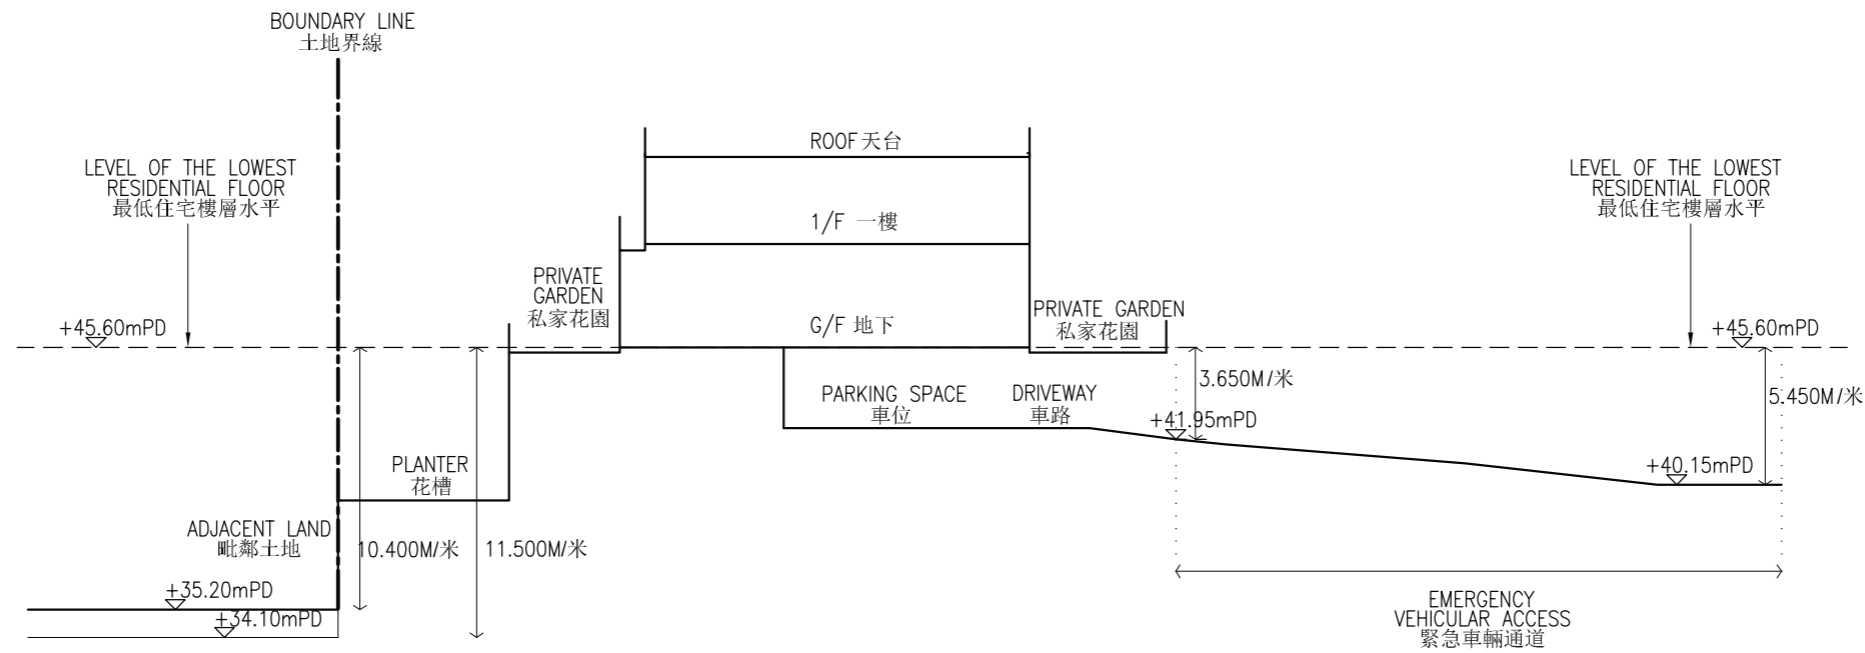 BOUNDARY LINE
土地界線
ROOF 天台
LEVEL OF THE LOWEST
RESIDENTIAL FLOOR
最低住宅樓層水平
LEVEL OF THE LOWEST
RESIDENTIAL FLOOR
最低住宅樓層水平
1/F 一樓
PRIVATE
GARDEN
私家花園
PRIVATE GARDEN
私家花園
+45.60mPD
G/F 地下
+45.60mPD
3.650M/米
5.450M/米
PARKING SPACE
車位
DRIVEWAY
車路
+41.95mPD
PLANTER
花槽
+40.15mPD
ADJACENT LAND
毗鄰土地
10.400M/米
11.500M/米
+35.20mPD
+34.10mPD
EMERGENCY
VEHICULAR ACCESS
緊急車輛通道